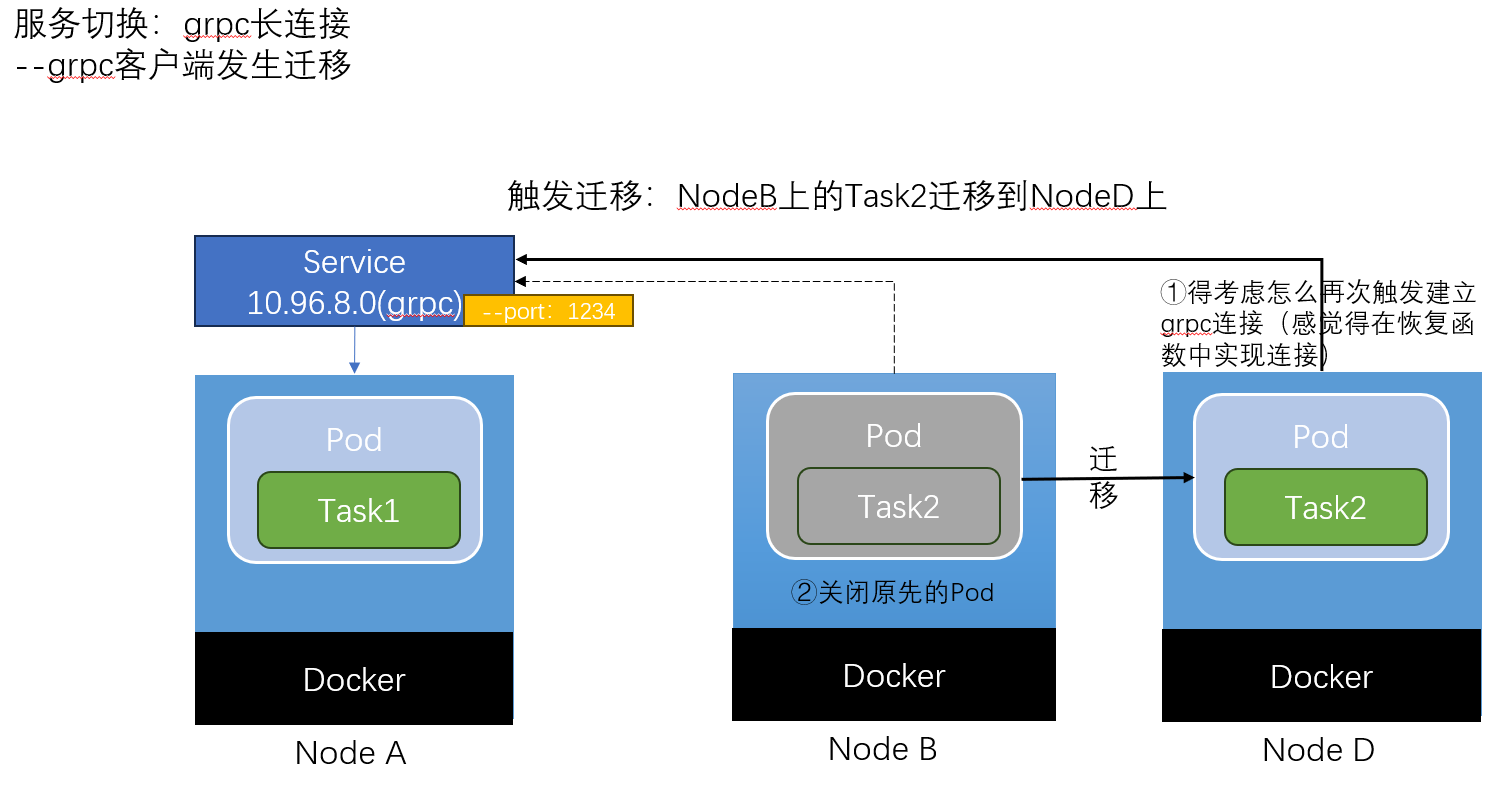 服务切换：grpc长连接
--grpc客户端发生迁移
触发迁移：NodeB上的Task2迁移到NodeD上
Service
10.96.8.0(grpc)
--port：1234
①得考虑怎么再次触发建立
grpc连接（感觉得在恢复函
数中实现连接）
Pod
Task1
Docker
Node A
Pod
Task2
②关闭原先的Pod
Docker
Node B
迁
移
Pod
Task2
Docker
Node D